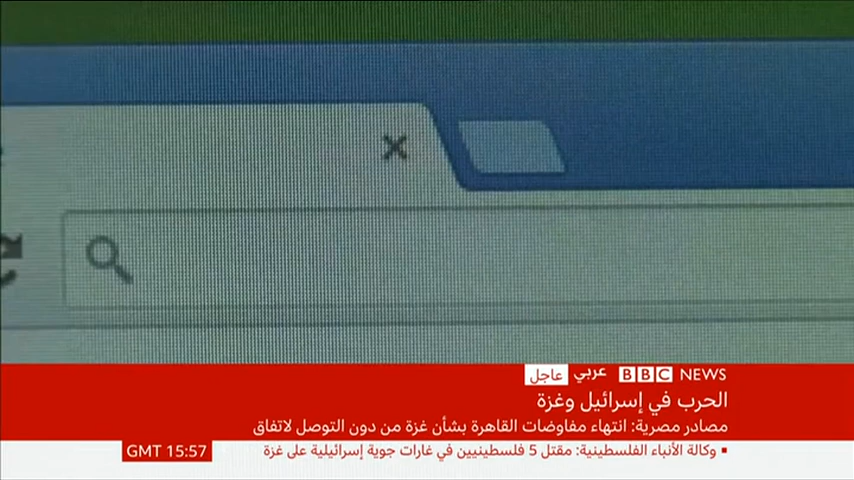 BBC NEWS عربي عاجل
الحرب في إسرائيل وغزة
مصادر مصرية: انتهاء مفاوضات القاهرة بشأن غزة من دون التوصل لاتفاق
وكالة الأنباء الفلسطينية: مقتل 5 فلسطينيين في غارات جوية إسرائيلية على غزة
GMT 15:57